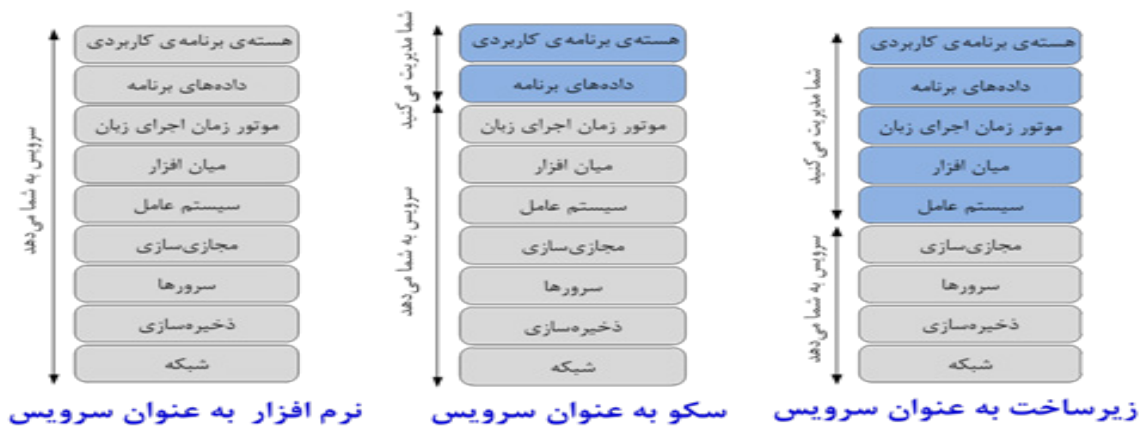 هسته‌ی برنامه‌ی کاربردی
داده‌های برنامه
موتور زمان اجرای زبان
میان افزار
سیستم عامل
مجازی‌سازی
سرورها
ذخیره‌سازی
شبکه
شما مدیریت می‌کنید
سرویس به شما می‌دهد
زیرساخت به عنوان سرویس
هسته‌ی برنامه‌ی کاربردی
داده‌های برنامه
موتور زمان اجرای زبان
میان افزار
سیستم عامل
مجازی‌سازی
سرورها
ذخیره‌سازی
شبکه
شما مدیریت می‌کنید
سرویس به شما می‌دهد
سکو به عنوان سرویس
هسته‌ی برنامه‌ی کاربردی
داده‌های برنامه
موتور زمان اجرای زبان
میان افزار
سیستم عامل
مجازی‌سازی
سرورها
ذخیره‌سازی
شبکه
سرویس به شما می‌دهد
نرم افزار به عنوان سرویس